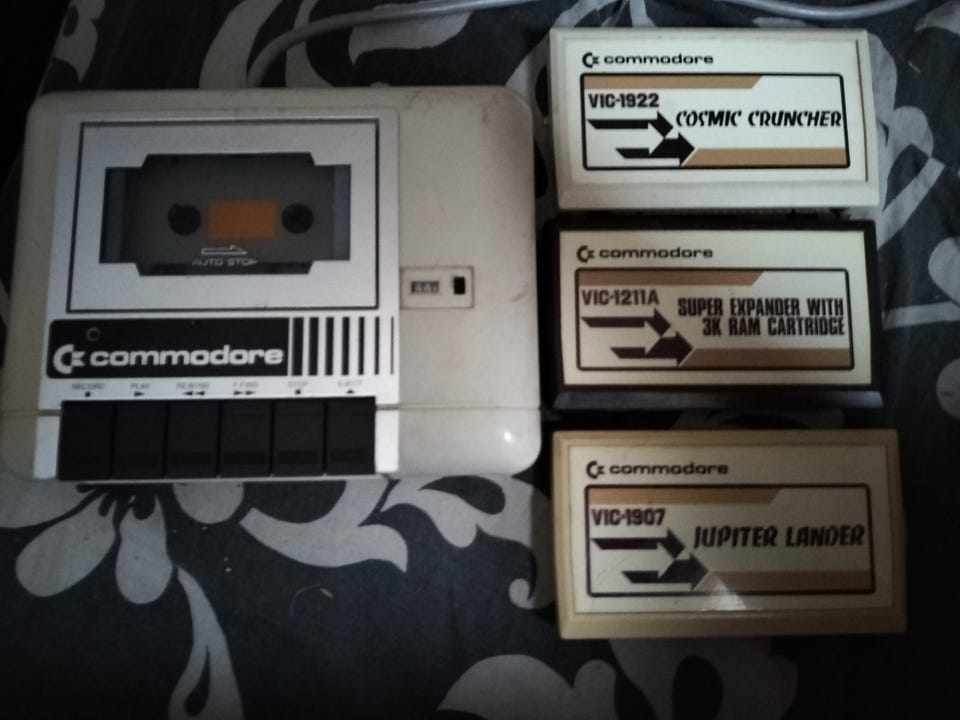 AUTO STOP
commodore
RECORD PLAY REWIND F.FWD STOP EJECT
commodore
VIC-1922
COSMIC CRUNCHER
commodore
VIC-1211A
SUPER EXPANDER WITH
3K RAM CARTRIDGE
commodore
VIC-1907
JUPITER LANDER